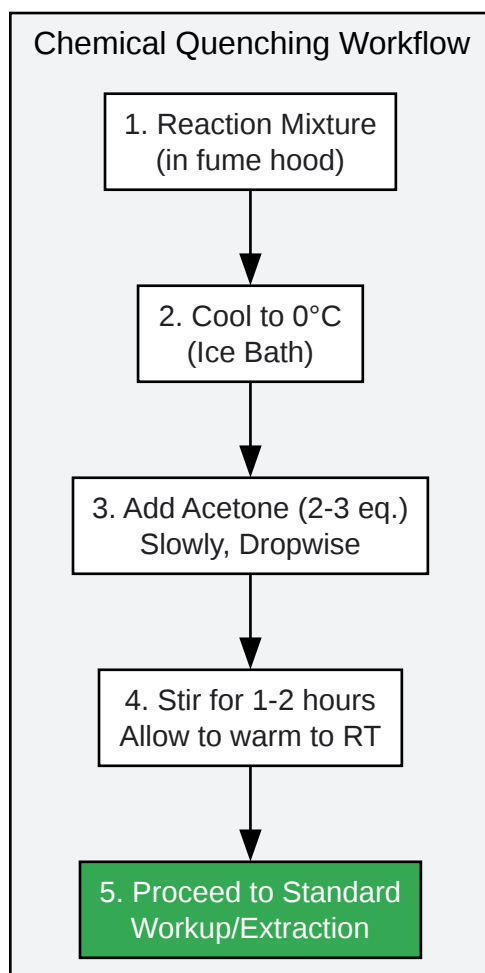 Chemical Quenching Workflow
1. Reaction Mixture
(in fume hood)
2. Cool to 0°C
(Ice Bath)
3. Add Acetone (2-3 eq.)
Slowly, Dropwise
4. Stir for 1-2 hours
Allow to warm to RT
5. Proceed to Standard
Workup/Extraction